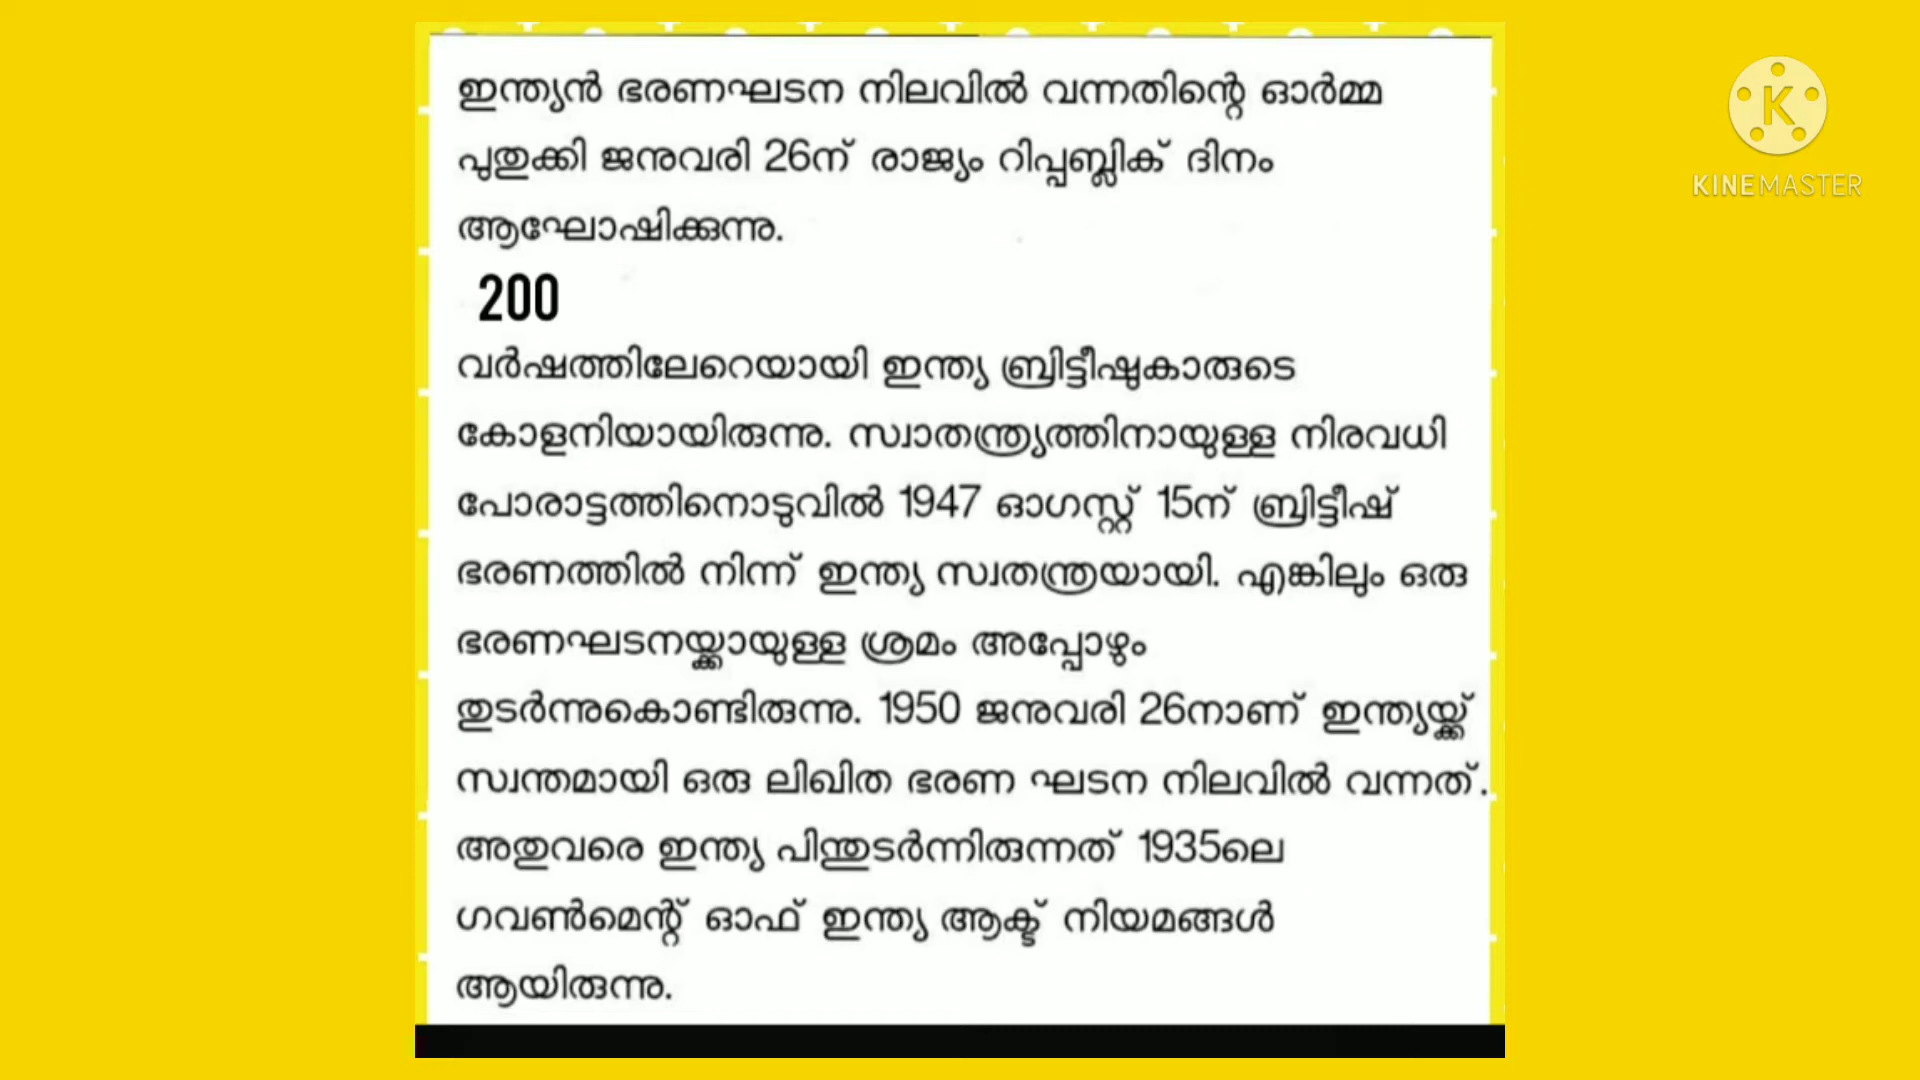 ഇന്ത്യൻ ഭരണഘടന നിലവിൽ വന്നതിന്റെ ഓർമ്മ
പുതുക്കി ജനുവരി 26ന് രാജ്യം റിപ്പബ്ലിക് ദിനം
ആഘോഷിക്കുന്നു.
200
വർഷത്തിലേറെയായി ഇന്ത്യ ബ്രിട്ടീഷുകാരുടെ
കോളനിയായിരുന്നു. സ്വാതന്ത്ര്യത്തിനായുള്ള നിരവധി
പോരാട്ടത്തിനൊടുവിൽ 1947 ഓഗസ്റ്റ് 15ന് ബ്രിട്ടീഷ്
ഭരണത്തിൽ നിന്ന് ഇന്ത്യ സ്വതന്ത്രയായി. എങ്കിലും ഒരു
ഭരണഘടനയ്ക്കായുള്ള ശ്രമം അപ്പോഴും
തുടർന്നുകൊണ്ടിരുന്നു. 1950 ജനുവരി 26നാണ് ഇന്ത്യയ്ക്ക്
സ്വന്തമായി ഒരു ലിഖിത ഭരണ ഘടന നിലവിൽ വന്നത്.
അതുവരെ ഇന്ത്യ പിന്തുടർന്നിരുന്നത് 1935ലെ
ഗവൺമെന്റ് ഓഫ് ഇന്ത്യ ആക്ട് നിയമങ്ങൾ
ആയിരുന്നു.
K
KINEMASTER